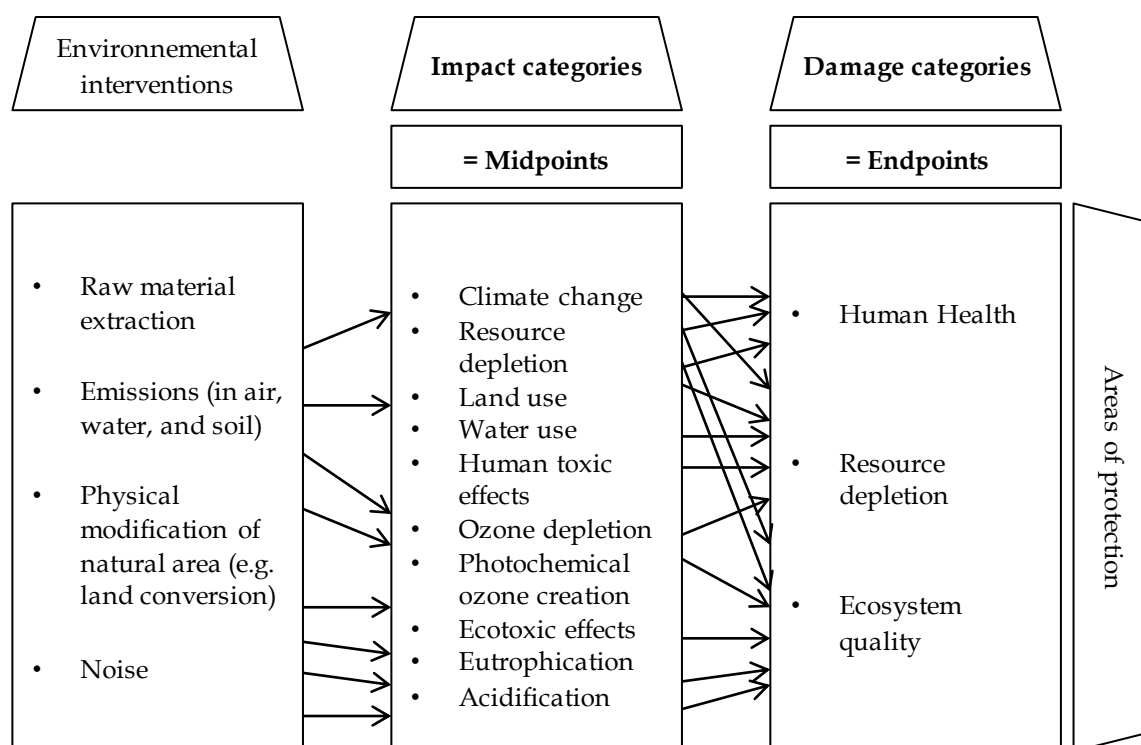 Environnemental
interventions
Impact categories
Damage categories
= Midpoints
= Endpoints
• Raw material
extraction
• Emissions (in air,
water, and soil)
• Physical
modification of
natural area (e.g.
land conversion)
• Noise
• Climate change
• Resource
depletion
• Land use
• Water use
• Human toxic
effects
• Ozone depletion
• Photochemical
ozone creation
• Ecotoxic effects
• Eutrophication
• Acidification
• Human Health
• Resource
depletion
• Ecosystem
quality
Areas of protection